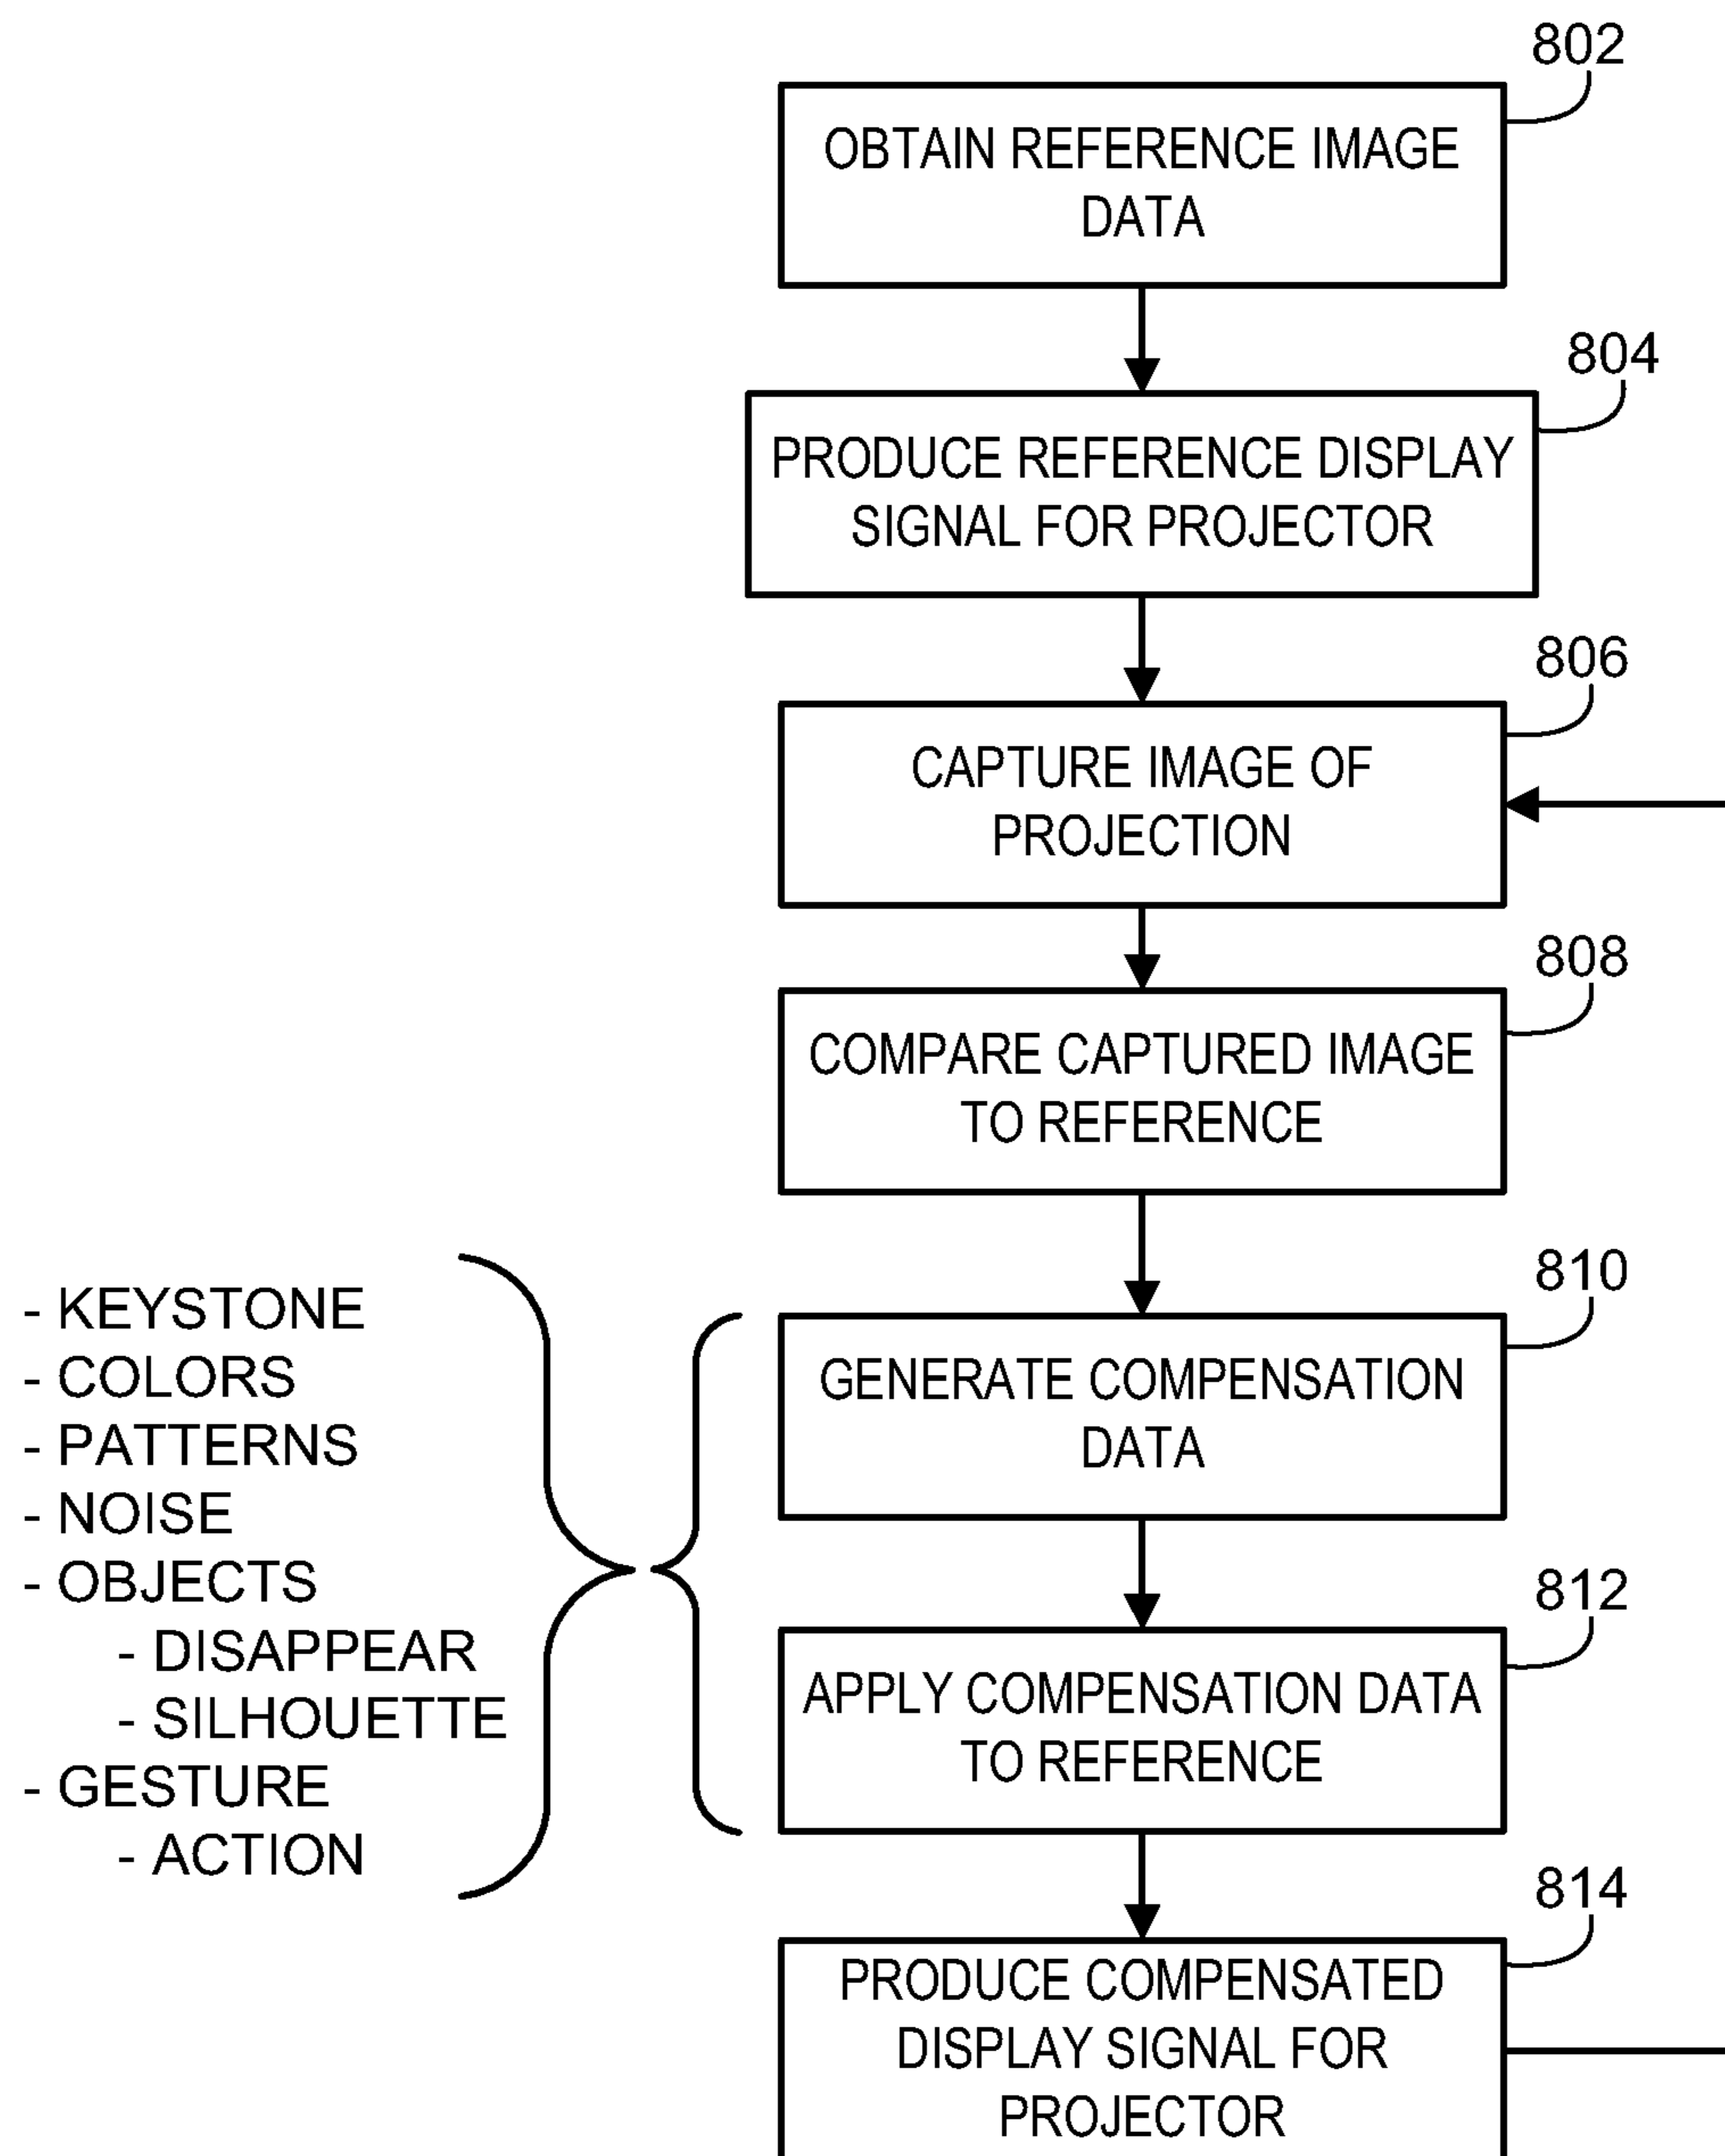 802
OBTAIN REFERENCE IMAGE
DATA
804
PRODUCE REFERENCE DISPLAY
SIGNAL FOR PROJECTOR
806
CAPTURE IMAGE OF
PROJECTION
808
COMPARE CAPTURED IMAGE
TO REFERENCE
810
GENERATE COMPENSATION
DATA
- KEYSTONE
- COLORS
- PATTERNS
- NOISE
- OBJECTS
- DISAPPEAR
- SILHOUETTE
- GESTURE
- ACTION
812
APPLY COMPENSATION DATA
TO REFERENCE
814
PRODUCE COMPENSATED
DISPLAY SIGNAL FOR
PROJECTOR